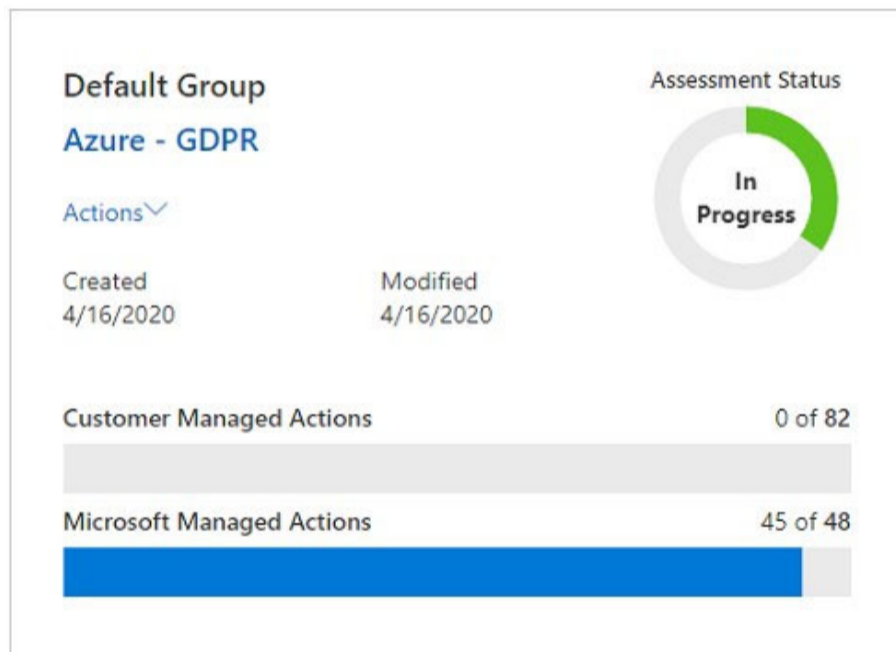 Default Group
Assessment Status
Azure - GDPR
In
Progress
Actions
Created
Modified
4/16/2020
4/16/2020
Customer Managed Actions
0 of 82
Microsoft Managed Actions
45 of 48